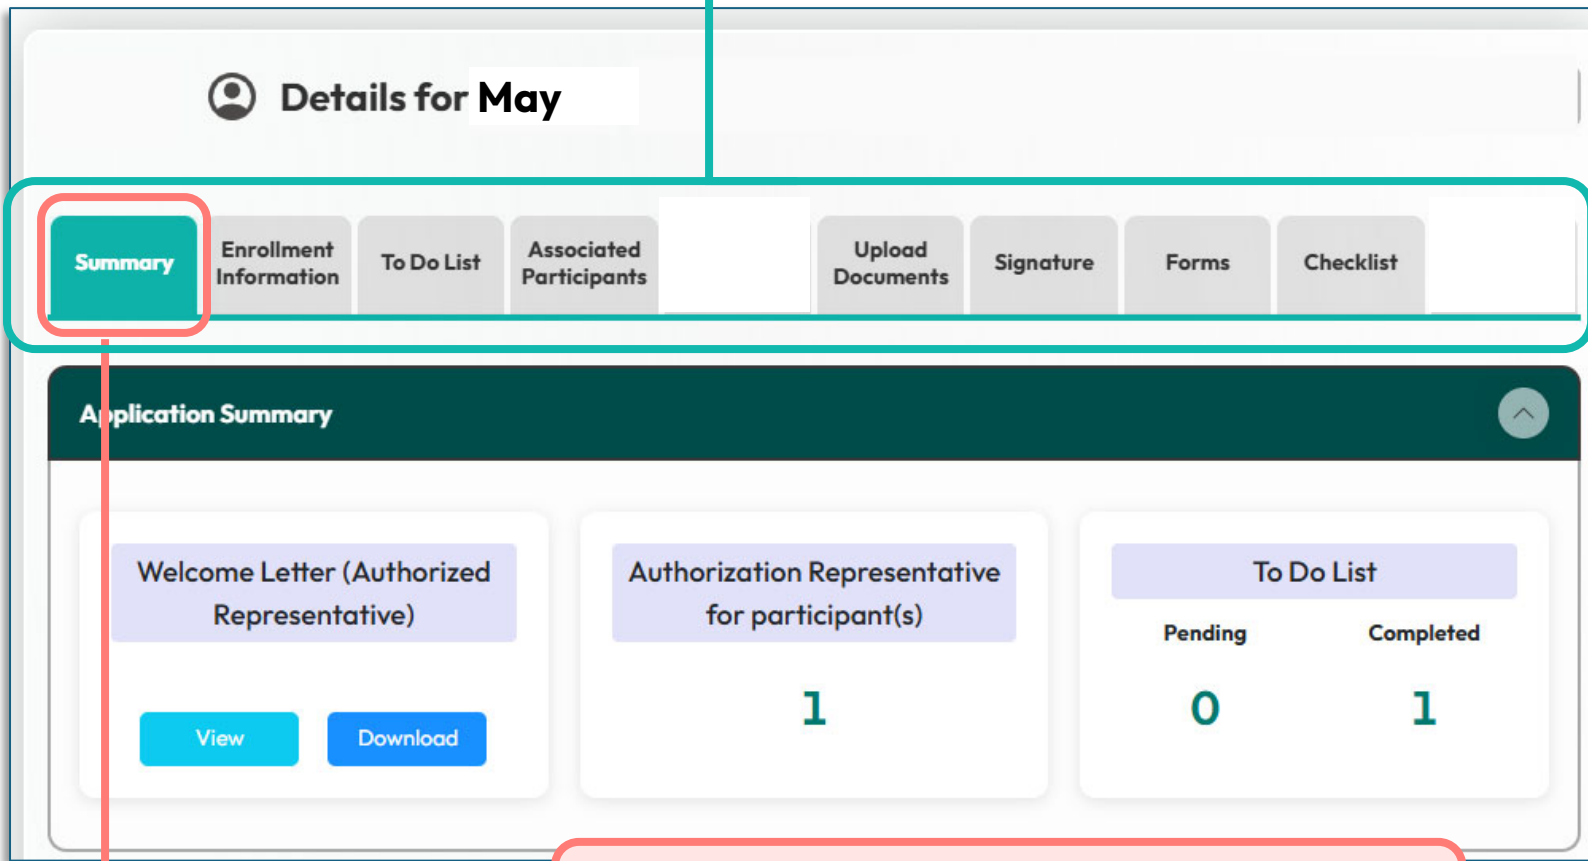 Details for May
Summary
Enrollment
Information
To Do List
Associated
Participants
Upload
Documents
Signature
Forms
Checklist
Application Summary
Welcome Letter (Authorized
Representative)
View
Download
Authorization Representative
for participant(s)
1
To Do List
Pending
Completed
0
1